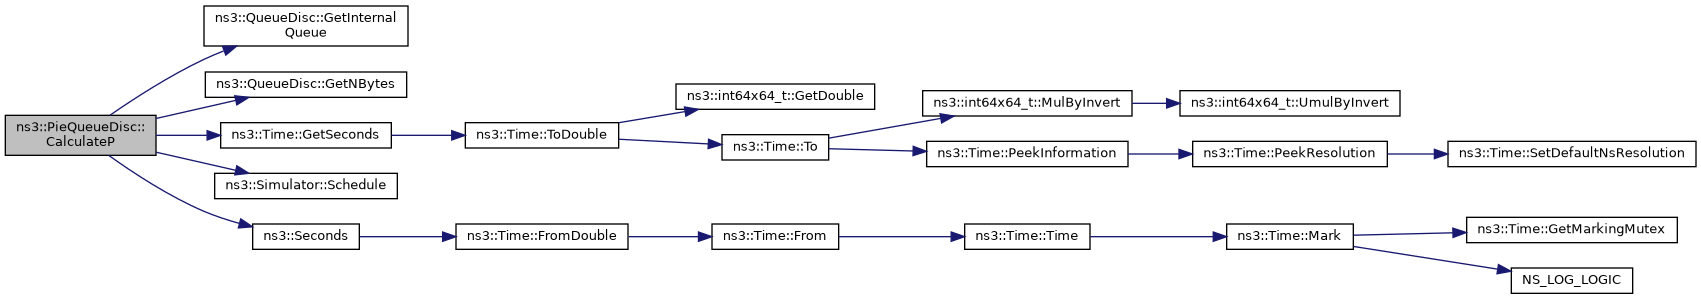 ns3::QueueDisc::GetInternal
Queue
ns3::QueueDisc::GetNBytes
ns3::int64x64_t::GetDouble
ns3::int64x64_t::MulByInvert
ns3::int64x64_t::UmulByInvert
ns3::PieQueueDisc::
CalculateP
ns3::Time::GetSeconds
ns3::Time::ToDouble
ns3::Time::To
ns3::Time::PeekInformation
ns3::Time::PeekResolution
ns3::Time::SetDefaultNsResolution
ns3::Simulator::Schedule
ns3::Seconds
ns3::Time::FromDouble
ns3::Time::From
ns3::Time::Time
ns3::Time::Mark
ns3::Time::GetMarkingMutex
NS_LOG_LOGIC